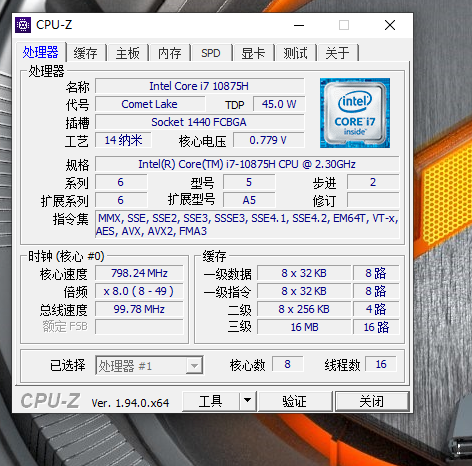 CPU-Z
处理器 缓存 主板 内存 SPD 显卡 测试 关于
处理器
名称 Intel Core i7 10875H
代号 Comet Lake TDP 45.0 W
插槽 Socket 1440 FCBGA
工艺 14 纳米 核心电压 0.779 V
intel
CORE i7
inside™
规格 Intel(R) Core(TM) i7-10875H CPU @ 2.30GHz
系列 6 型号 5 步进 2
扩展系列 6 扩展型号 A5 修订
指令集 MMX, SSE, SSE2, SSE3, SSSE3, SSE4.1, SSE4.2, EM64T, VT-x,
AES, AVX, AVX2, FMA3
时钟 (核心 #0)
核心速度 798.24 MHz
倍频 x 8.0 ( 8 - 49 )
总线速度 99.78 MHz
额定 FSB
缓存
一级数据 8 x 32 KB 8 路
一级指令 8 x 32 KB 8 路
二级 8 x 256 KB 4 路
三级 16 MB 16 路
已选择 处理器 #1 核心数 8 线程数 16
CPU-Z Ver. 1.94.0.x64 工具 验证 关闭